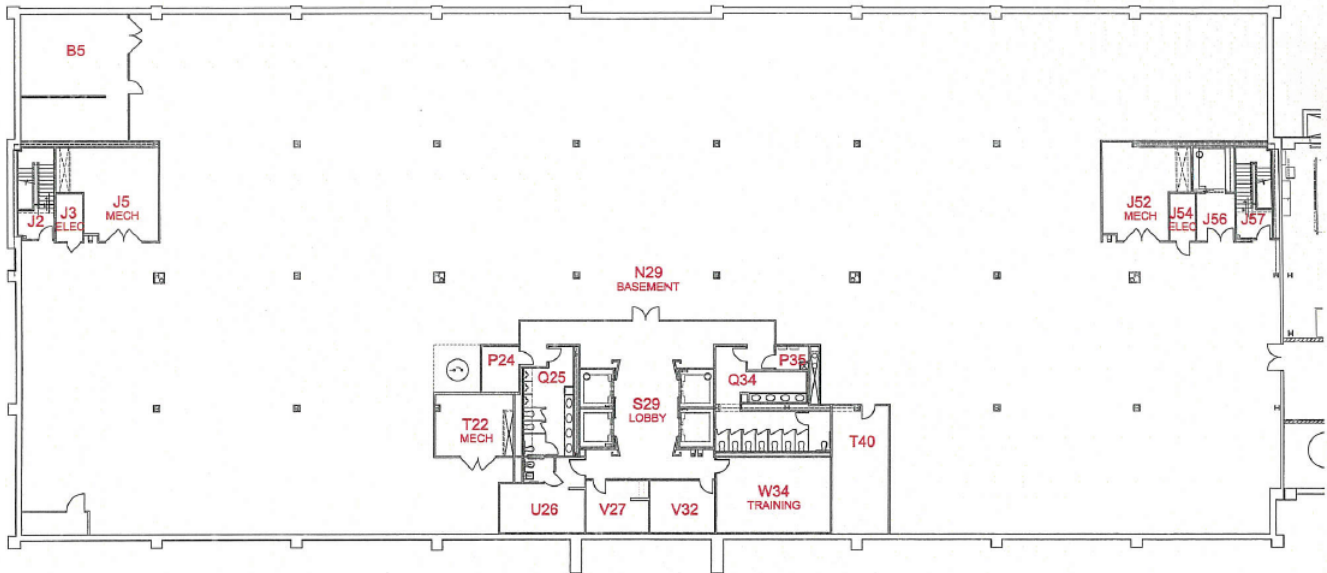 B5
J2
J3
ELEC
J5
MECH
J52
MECH
J54
ELEC
J56
J57
N29
BASEMENT
P24
Q25
P35
Q34
S29
LOBBY
T22
MECH
T40
U26
V27
V32
W34
TRAINING